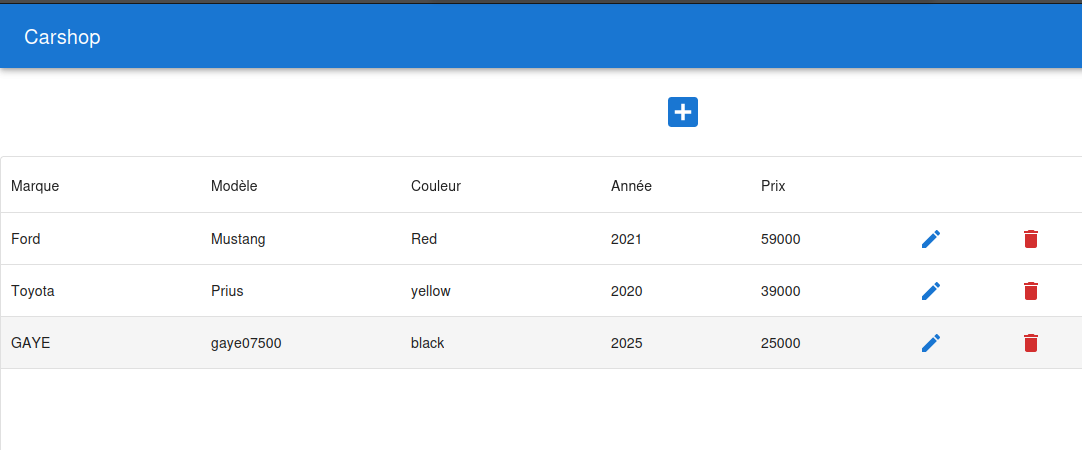 Carshop
Marque Modèle Couleur Année Prix
Ford Mustang Red 2021 59000
Toyota Prius yellow 2020 39000
GAYE gaye07500 black 2025 25000